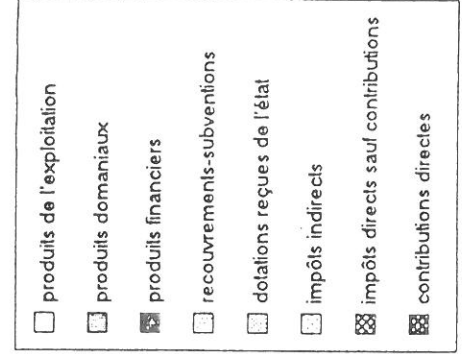 produits de l'exploitation
produits domaniaux
produits financiers
recouvrements-subventions
dotations reçues de l'état
impôts indirects
impôts directs sauf contributions
contributions directes